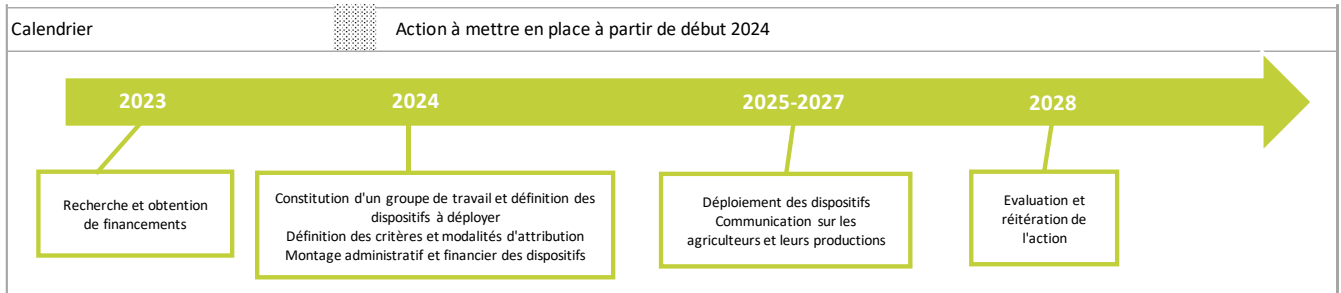 Calendrier
Action à mettre en place à partir de début 2024
2023
2024
2025-2027
2028
Recherche et obtention
de financements
Constitution d'un groupe de travail et définition des
dispositifs à déployer
Définition des critères et modalités d'attribution
Montage administratif et financier des dispositifs
Déploiement des dispositifs
Communication sur les
agriculteurs et leurs productions
Evaluation et
réitération de
l'action